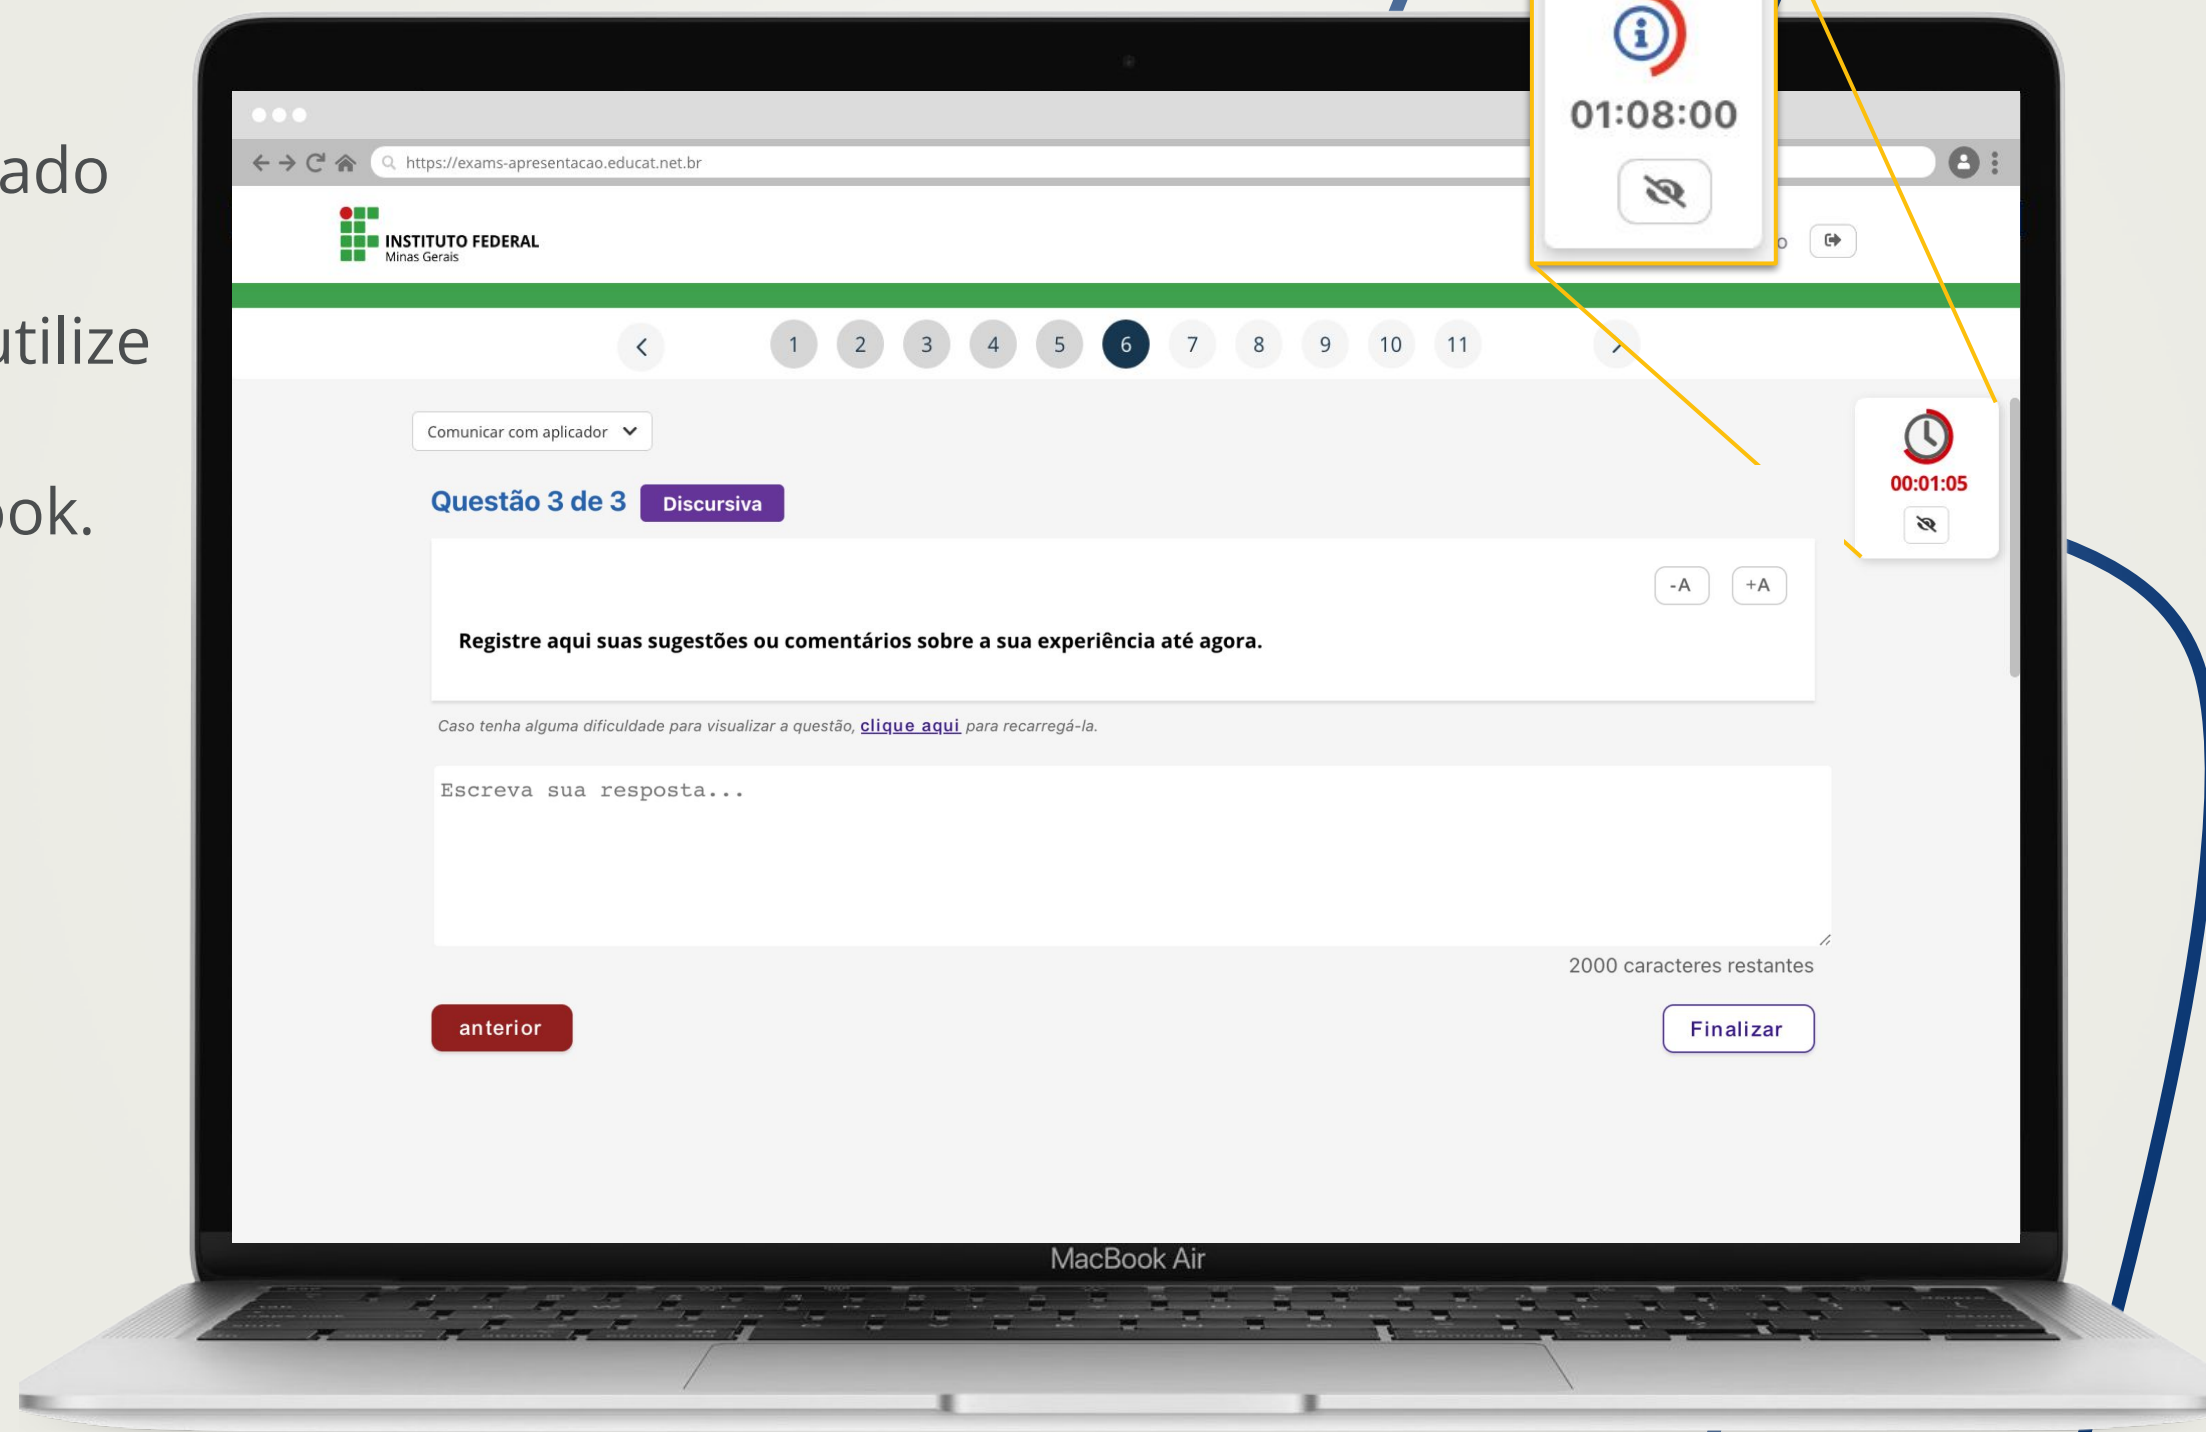 ado
utilize
ook.
01:08:00
https://exams-apresentacao.educat.net.br
INSTITUTO FEDERAL
Minas Gerais
1 2 3 4 5 6 7 8 9 10 11
Comunicar com aplicador
00:01:05
Questão 3 de 3 Discursiva
-A +A
Registre aqui suas sugestões ou comentários sobre a sua experiência até agora.
Caso tenha alguma dificuldade para visualizar a questão, clique aqui para recarregá-la.
Escreva sua resposta...
2000 caracteres restantes
anterior Finalizar
MacBook Air